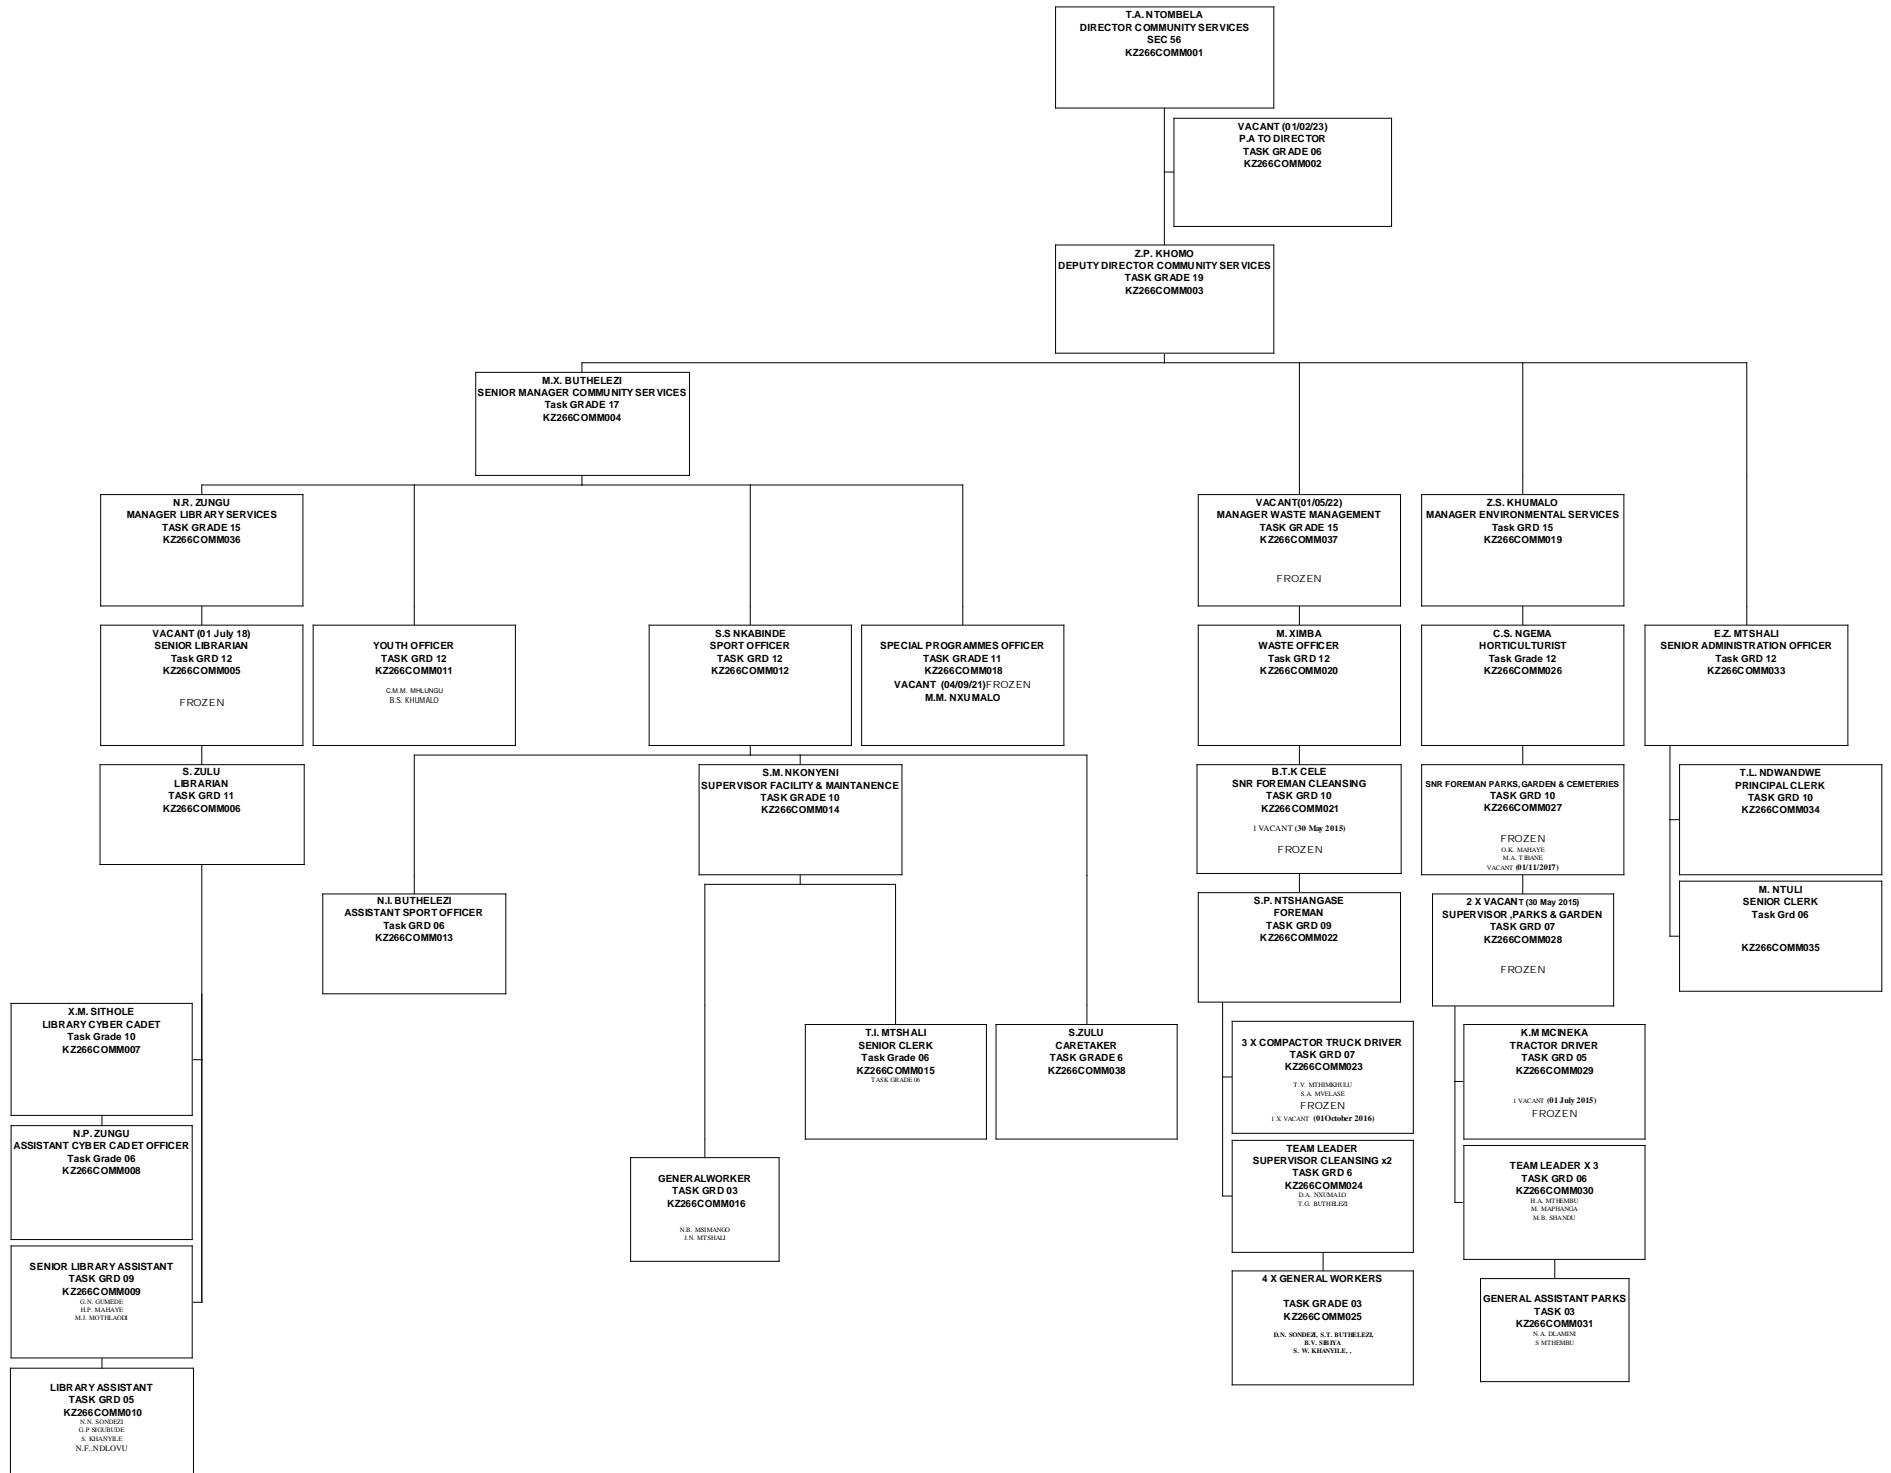 T.A. NTOMBELA
DIRECTOR COMMUNITY SERVICES
SEC 56
KZ266COMM001
VACANT (01/02/23)
P.A TO DIRECTOR
TASK GRADE 06
KZ266COMM002
Z.P. KHOMO
DEPUTY DIRECTOR COMMUNITY SERVICES
TASK GRADE 19
KZ266COMM003
M.X. BUTHELEZI
SENIOR MANAGER COMMUNITY SERVICES
Task GRADE 17
KZ266COMM004
N.R. ZUNGU
MANAGER LIBRARY SERVICES
TASK GRADE 15
KZ266COMM036
VACANT(01/05/22)
MANAGER WASTE MANAGEMENT
TASK GRADE 15
KZ266COMM037
FROZEN
Z.S. KHUMALO
MANAGER ENVIRONMENTAL SERVICES
Task GRD 15
KZ266COMM019
VACANT (01 July 18)
SENIOR LIBRARIAN
Task GRD 12
KZ266COMM005
FROZEN
YOUTH OFFICER
TASK GRD 12
KZ266COMM011
C.M.M. MHLUNGU
B.S. KHUMALO
S.S NKABINDE
SPORT OFFICER
TASK GRD 12
KZ266COMM012
SPECIAL PROGRAMMES OFFICER
TASK GRADE 11
KZ266COMM018
VACANT (04/09/21)FROZEN
M.M. NXUMALO
M. XIMBA
WASTE OFFICER
Task GRD 12
KZ266COMM020
C.S. NGEMA
HORTICULTURIST
Task Grade 12
KZ266COMM026
E.Z. MTSHALI
SENIOR ADMINISTRATION OFFICER
Task GRD 12
KZ266COMM033
S. ZULU
LIBRARIAN
TASK GRD 11
KZ266COMM006
S.M. NKONYENI
SUPERVISOR FACILITY & MAINTANENCE
TASK GRADE 10
KZ266COMM014
B.T.K CELE
SNR FOREMAN CLEANSING
TASK GRD 10
KZ266COMM021
1 VACANT (30 May 2015)
FROZEN
SNR FOREMAN PARKS, GARDEN & CEMETERIES
TASK GRD 10
KZ266COMM027
FROZEN
O.K. MAHAYE
M.A. TIBANE
VACANT (01/11/2017)
T.L. NDWANDWE
PRINCIPAL CLERK
TASK GRD 10
KZ266COMM034
N.I. BUTHELEZI
ASSISTANT SPORT OFFICER
Task GRD 06
KZ266COMM013
S.P. NTSHANGASE
FOREMAN
TASK GRD 09
KZ266COMM022
2 X VACANT (30 May 2015)
SUPERVISOR ,PARKS & GARDEN
TASK GRD 07
KZ266COMM028
FROZEN
M. NTULI
SENIOR CLERK
Task Grd 06
KZ266COMM035
X.M. SITHOLE
LIBRARY CYBER CADET
Task Grade 10
KZ266COMM007
T.I. MTSHALI
SENIOR CLERK
Task Grade 06
KZ266COMM015
TASK GRADE 06
S.ZULU
CARETAKER
TASK GRADE 6
KZ266COMM038
3 X COMPACTOR TRUCK DRIVER
TASK GRD 07
KZ266COMM023
T.V. MTHIMKHULU
S.A. MVELASE
FROZEN
1 X VACANT (01October 2016)
K.M MCINEKA
TRACTOR DRIVER
TASK GRD 05
KZ266COMM029
1 VACANT (01 July 2015)
FROZEN
N.P. ZUNGU
ASSISTANT CYBER CADET OFFICER
Task Grade 06
KZ266COMM008
GENERALWORKER
TASK GRD 03
KZ266COMM016
N.B. MSIMANGO
J.N. MTSHALI
TEAM LEADER
SUPERVISOR CLEANSING x2
TASK GRD 6
KZ266COMM024
D.A. NXUMALO
T.G. BUTHELEZI
TEAM LEADER X 3
TASK GRD 06
KZ266COMM030
H.A. MTHEMBU
M. MAPHANGA
M.B. SHANDU
SENIOR LIBRARY ASSISTANT
TASK GRD 09
KZ266COMM009
G.N. GUMEDE
H.P. MAHAYE
M.J. MOTHLAODI
4 X GENERAL WORKERS
TASK GRADE 03
KZ266COMM025
D.N. SONDEZI, S.T. BUTHELEZI,
B.V. SIBIYA
S. W. KHANYILE, ,
GENERAL ASSISTANT PARKS
TASK 03
KZ266COMM031
N.A. DLAMINI
S MTHEMBU
LIBRARY ASSISTANT
TASK GRD 05
KZ266COMM010
N.N. SONDEZI
G.P SIGUBUDE
S. KHANYILE
N.F..NDLOVU